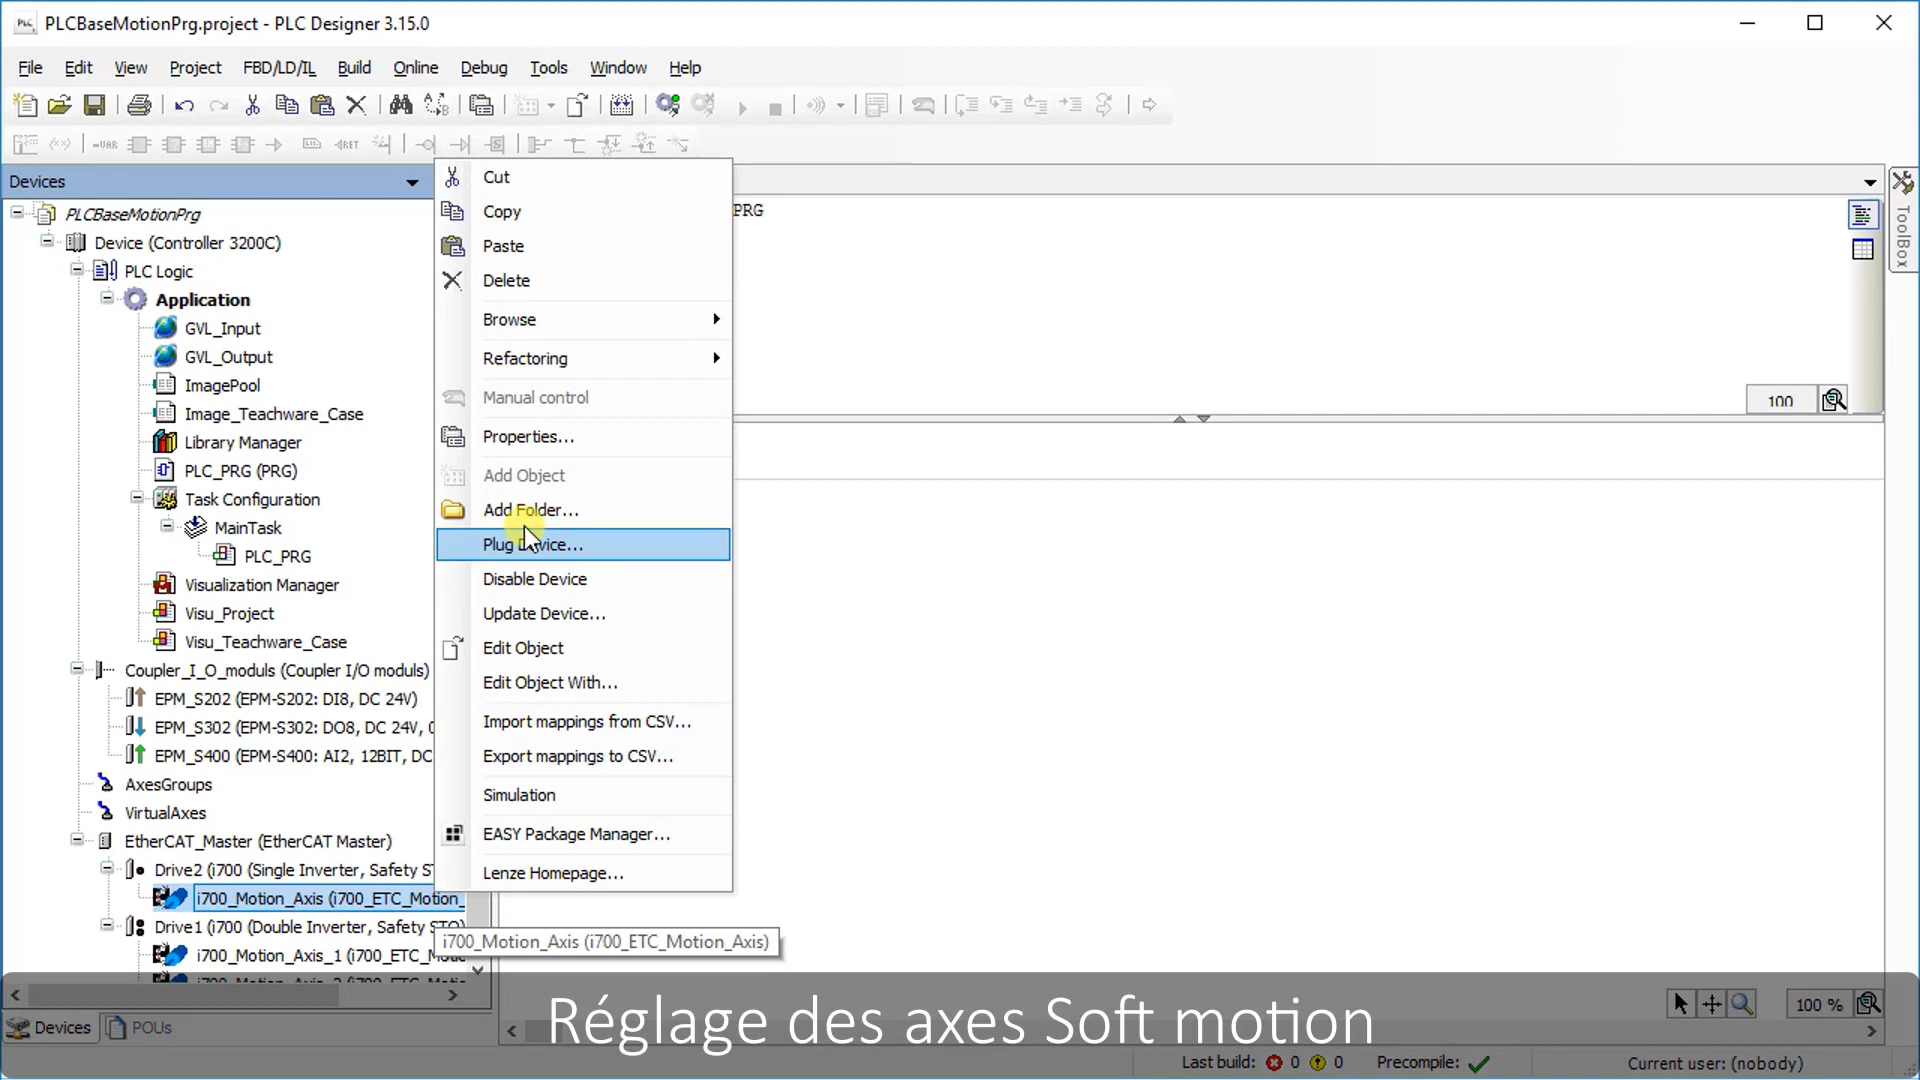 PLCBaseMotionPrg.project - PLC Designer 3.15.0
File Edit View Project FBD/LD/IL Build Online Debug Tools Window Help
Devices
PLCBaseMotionPrg
Device (Controller 3200C)
PLC Logic
Application
GVL_Input
GVL_Output
ImagePool
Image_Teachware_Case
Library Manager
PLC_PRG (PRG)
Task Configuration
MainTask
PLC_PRG
Visualization Manager
Visu_Project
Visu_Teachware_Case
Coupler_I_O_moduls (Coupler I/O moduls)
EPM_S202 (EPM-S202: DI8, DC 24V)
EPM_S302 (EPM-S302: DO8, DC 24V, 0
EPM_S400 (EPM-S400: AI2, 12BIT, DC
AxesGroups
VirtualAxes
EtherCAT_Master (EtherCAT Master)
Drive2 (i700 (Single Inverter, Safety ST
i700_Motion_Axis (i700_ETC_Motion_
Drive1 (i700 (Double Inverter, Safety STO)
i700_Motion_Axis_1 (i700_ETC_Motio
Devices POUs
Cut
Copy
Paste
Delete
Browse
Refactoring
Manual control
Properties...
Add Object
Add Folder...
Plug Device...
Disable Device
Update Device...
Edit Object
Edit Object With...
Import mappings from CSV...
Export mappings to CSV...
Simulation
EASY Package Manager...
Lenze Homepage...
i700_Motion_Axis (i700_ETC_Motion_Axis)
PRG
100
ToolBox
100 %
Réglage des axes Soft motion
Last build: 0 0 Precompile: Current user: (nobody)